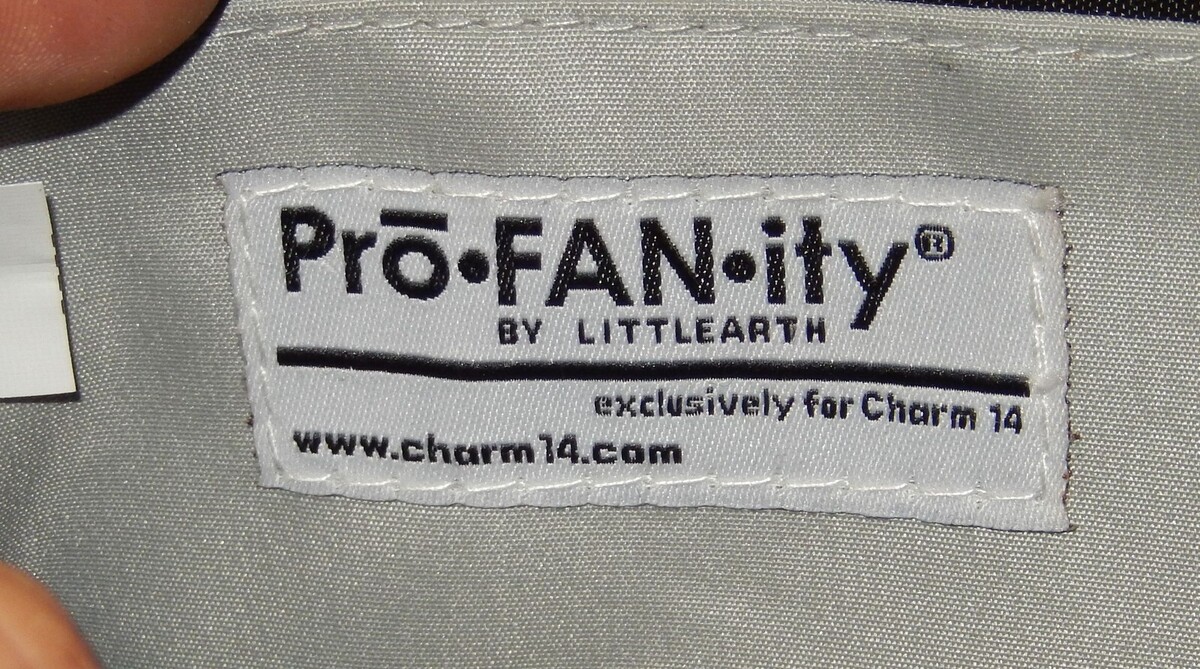 Prō•FAN•ity®
BY LITTLEARTH
exclusively for Charm 14
www.charm14.com